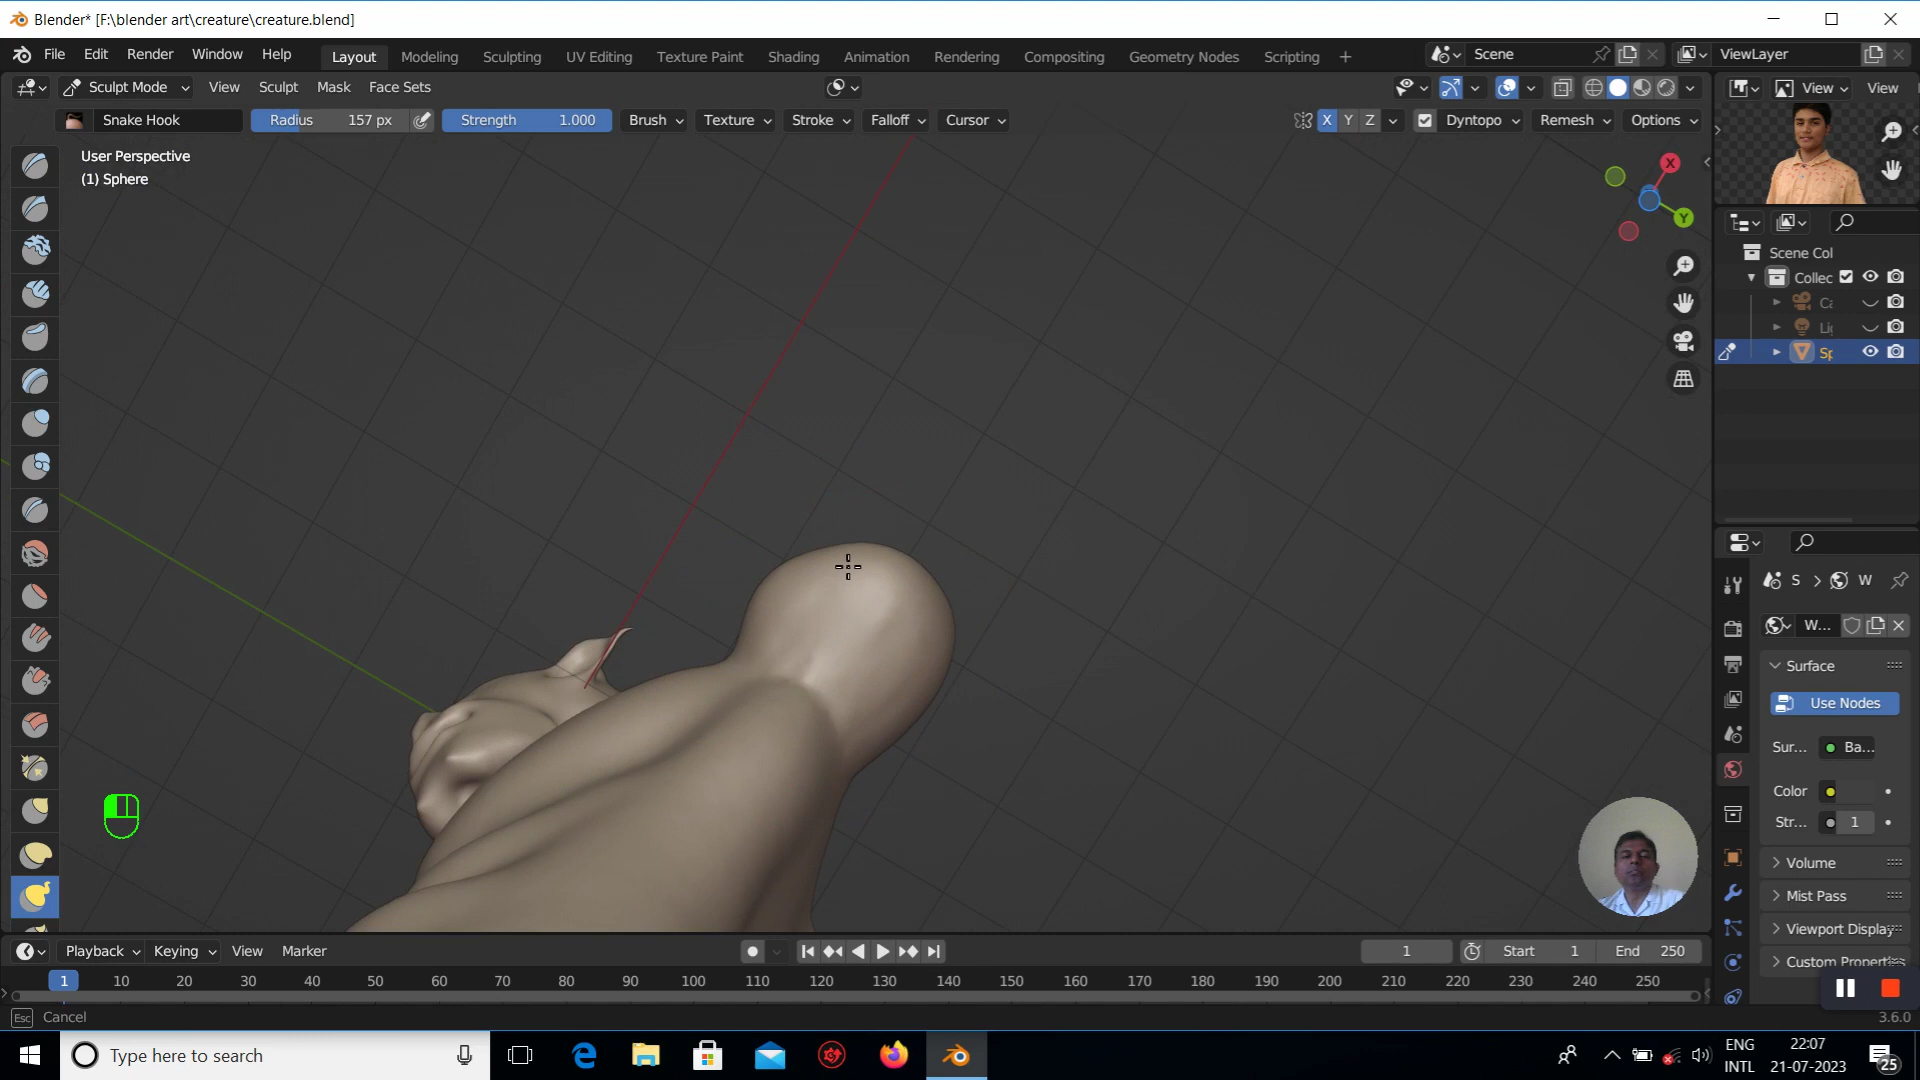 Blender* [F:\blender art\creature\creature.blend]
File Edit Render Window Help Layout Modeling Sculpting UV Editing Texture Paint Shading Animation Rendering Compositing Geometry Nodes Scripting + Scene ViewLayer
Sculpt Mode View Sculpt Mask Face Sets View View
Snake Hook Radius 157 px Strength 1.000 Brush Texture Stroke Falloff Cursor X Y Z Dyntopo Remesh Options
User Perspective
(1) Sphere
X
Y
Scene Col
Collec
Ca
Lig
Sp
S > W
W...
Surface
Use Nodes
Sur... Ba...
Color
Str... 1
Volume
Mist Pass
Viewport Display
Custom Properties
Playback Keying View Marker 1 Start 1 End 250
1 10 20 30 40 50 60 70 80 90 100 110 120 130 140 150 160 170 180 190 200 210 220 230 240 250
Esc Cancel 3.6.0
Type here to search
ENG 22:07
INTL 21-07-2023 25